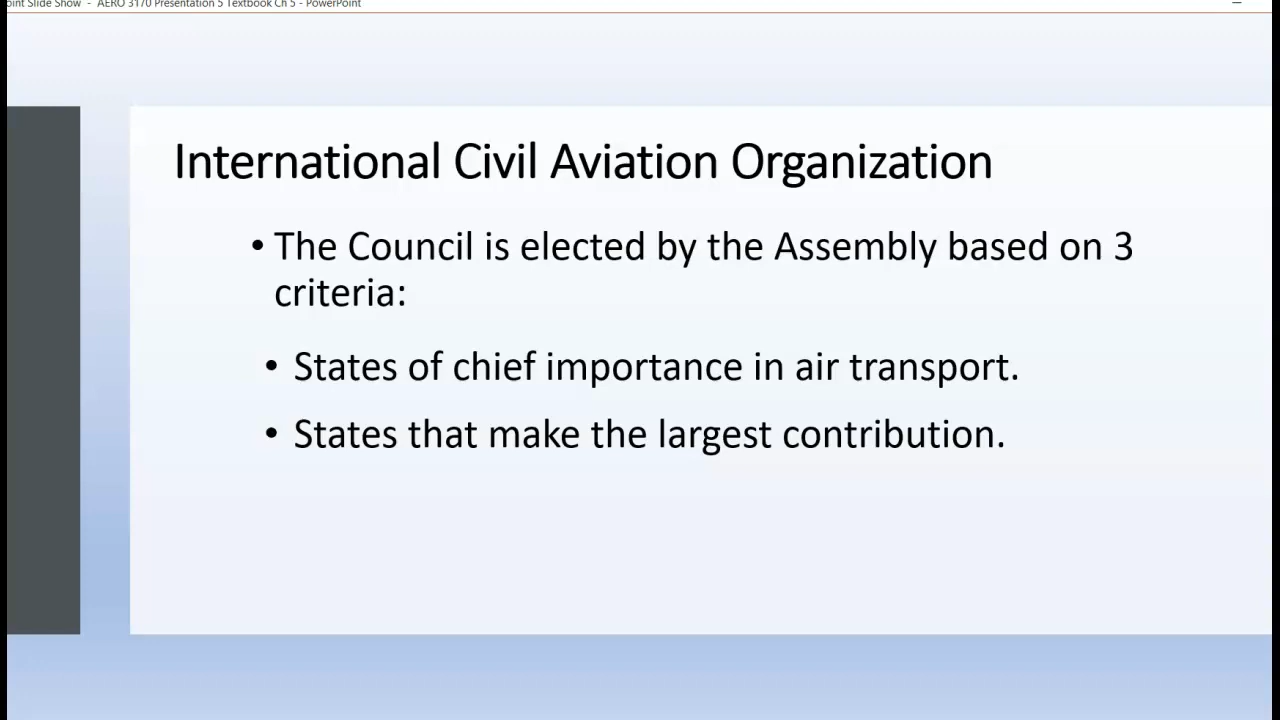 oint Slide Show - AERO 3170 Presentation 5 Textbook Ch 5 - PowerPoint
International Civil Aviation Organization
• The Council is elected by the Assembly based on 3
criteria:
• States of chief importance in air transport.
• States that make the largest contribution.